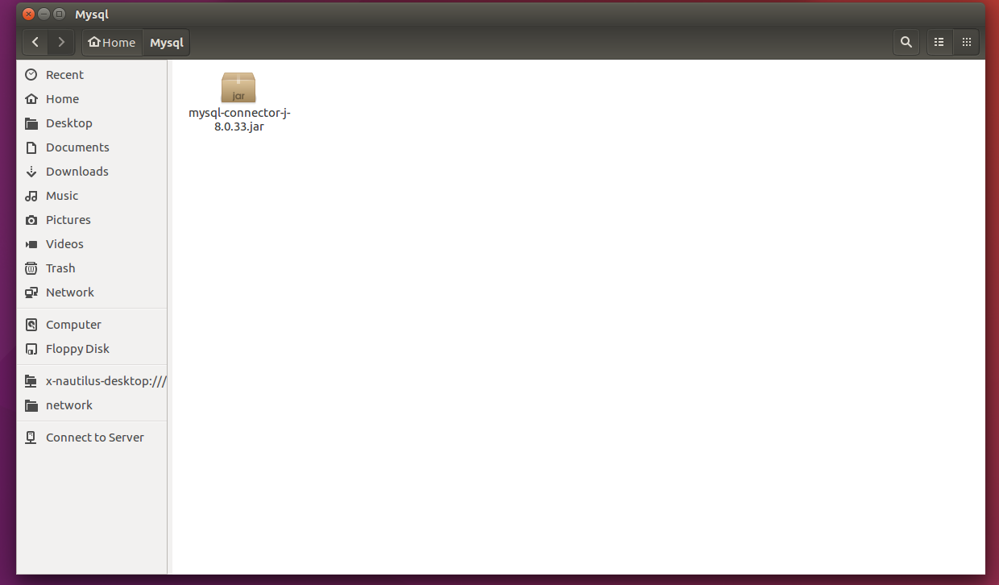 Mysql
Home Mysql
Recent
Home
Desktop
Documents
Downloads
Music
Pictures
Videos
Trash
Network
Computer
Floppy Disk
x-nautilus-desktop:///
network
Connect to Server
jar
mysql-connector-j-
8.0.33.jar